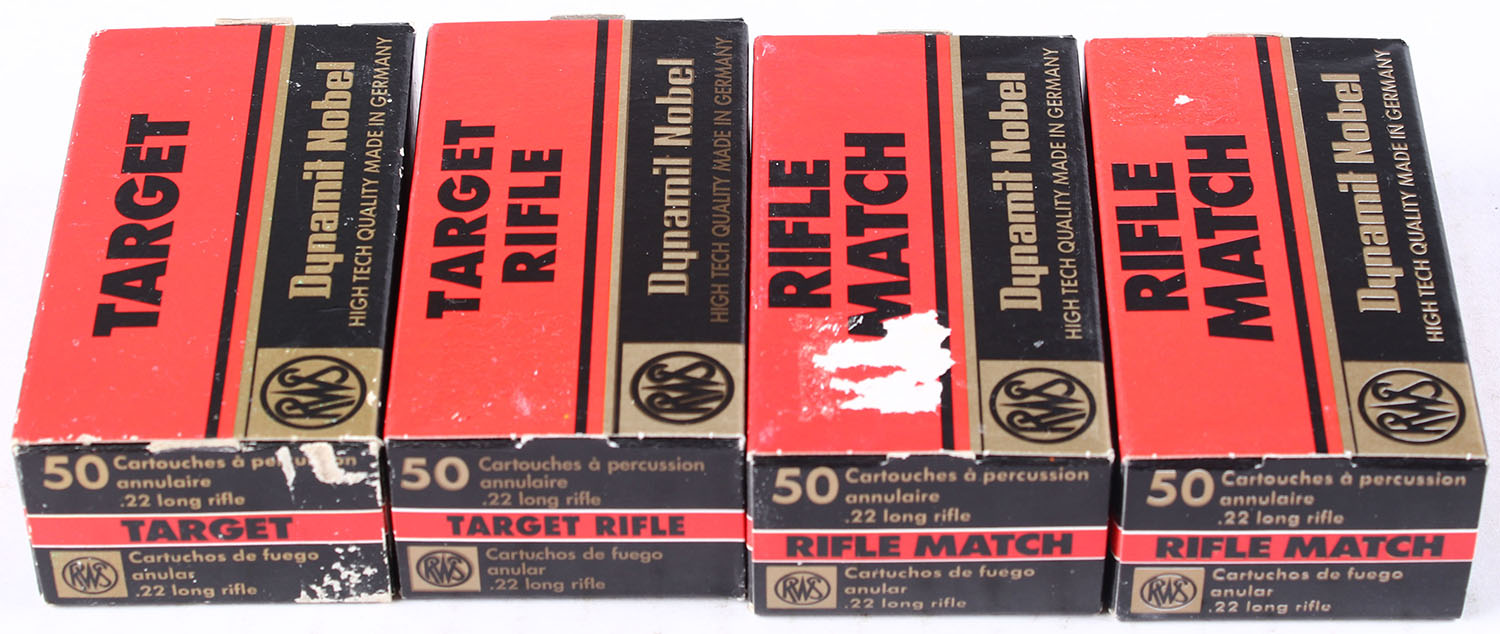 TARGET
Dynamit Nobel
HIGH TECH QUALITY MADE IN GERMANY
RWS
50 Cartouches à percussion
annulaire
.22 long rifle
TARGET
RWS
Cartuchos de fuego
anular
.22 long rifle
TARGET
RIFLE
Dynamit Nobel
HIGH TECH QUALITY MADE IN GERMANY
RWS
50 Cartouches à percussion
annulaire
.22 long rifle
TARGET RIFLE
RWS
Cartuchos de fuego
anular
.22 long rifle
RIFLE
MATCH
Dynamit Nobel
HIGH TECH QUALITY MADE IN GERMANY
RWS
50 Cartouches à percussion
annulaire
.22 long rifle
RIFLE MATCH
RWS
Cartuchos de fuego
anular
.22 long rifle
RIFLE
MATCH
Dynamit Nobel
HIGH TECH QUALITY MADE IN GERMANY
RWS
50 Cartouches à percussion
annulaire
.22 long rifle
RIFLE MATCH
RWS
Cartuchos de fuego
anular
.22 long rifle